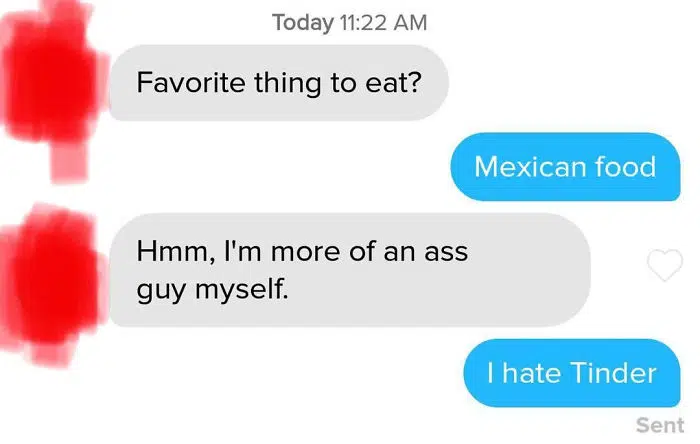 Today 11:22 AM
Favorite thing to eat?
Mexican food
Hmm, I'm more of an ass
guy myself.
I hate Tinder
Sent